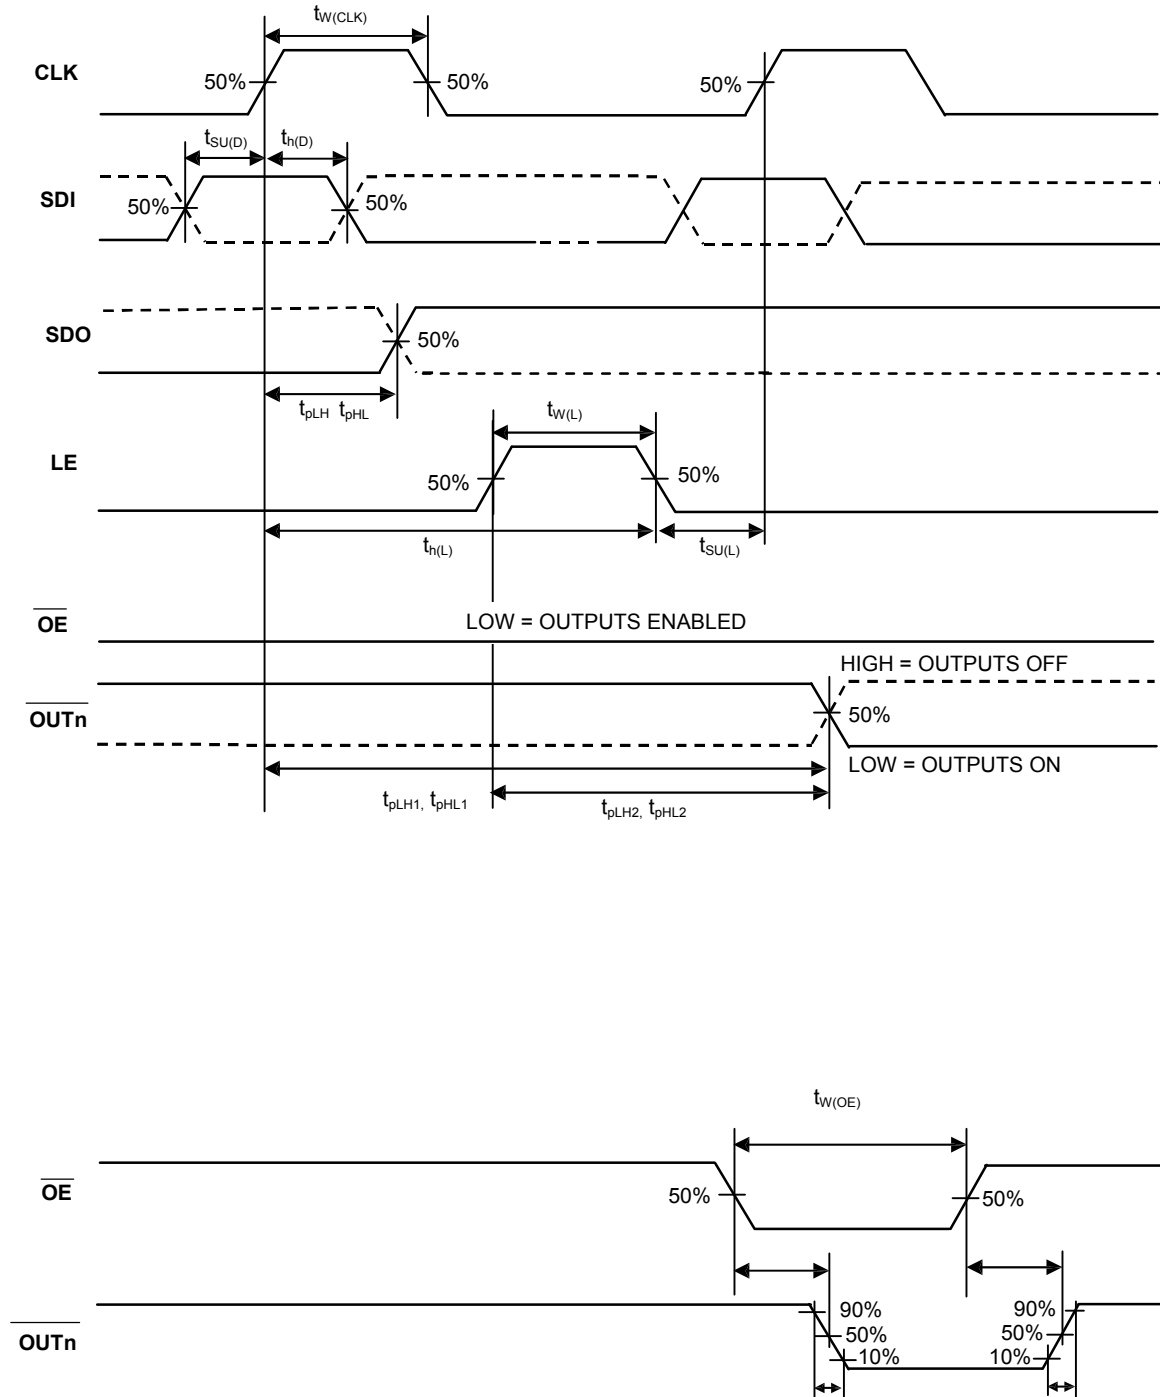 tW(CLK)
CLK
50%
50%
50%
tSU(D)
th(D)
SDI
50%
50%
SDO
50%
tpLH tpHL
tW(L)
LE
50%
50%
th(L)
tSU(L)
OE
LOW = OUTPUTS ENABLED
HIGH = OUTPUTS OFF
OUTn
50%
LOW = OUTPUTS ON
tpLH1, tpHL1
tpLH2, tpHL2
tW(OE)
OE
50%
50%
90%
90%
OUTn
50%
50%
10%
10%